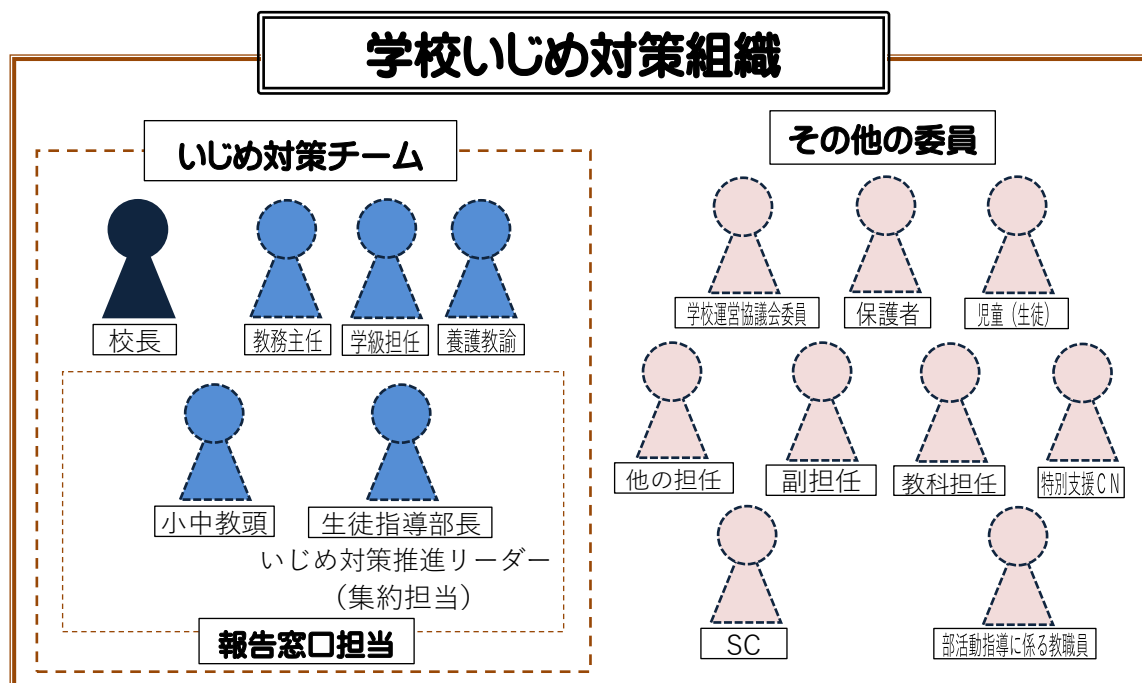 学校いじめ対策組織
いじめ対策チーム
校長
教務主任
学級担任
養護教諭
小中教頭
生徒指導部長
いじめ対策推進リーダー
（集約担当）
報告窓口担当
その他の委員
学校運営協議会委員
保護者
児童（生徒）
他の担任
副担任
教科担任
特別支援ＣＮ
SC
部活動指導に係る教職員